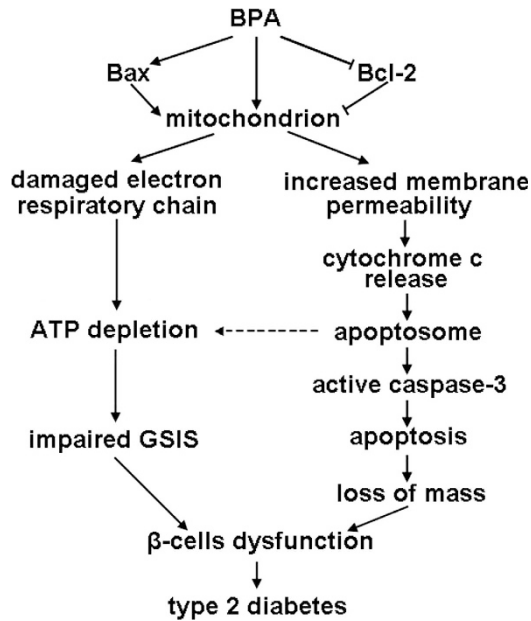 BPA
Bax
Bcl-2
mitochondrion
damaged electron
respiratory chain
increased membrane
permeability
cytochrome c
release
ATP depletion
apoptosome
active caspase-3
impaired GSIS
apoptosis
loss of mass
β-cells dysfunction
type 2 diabetes